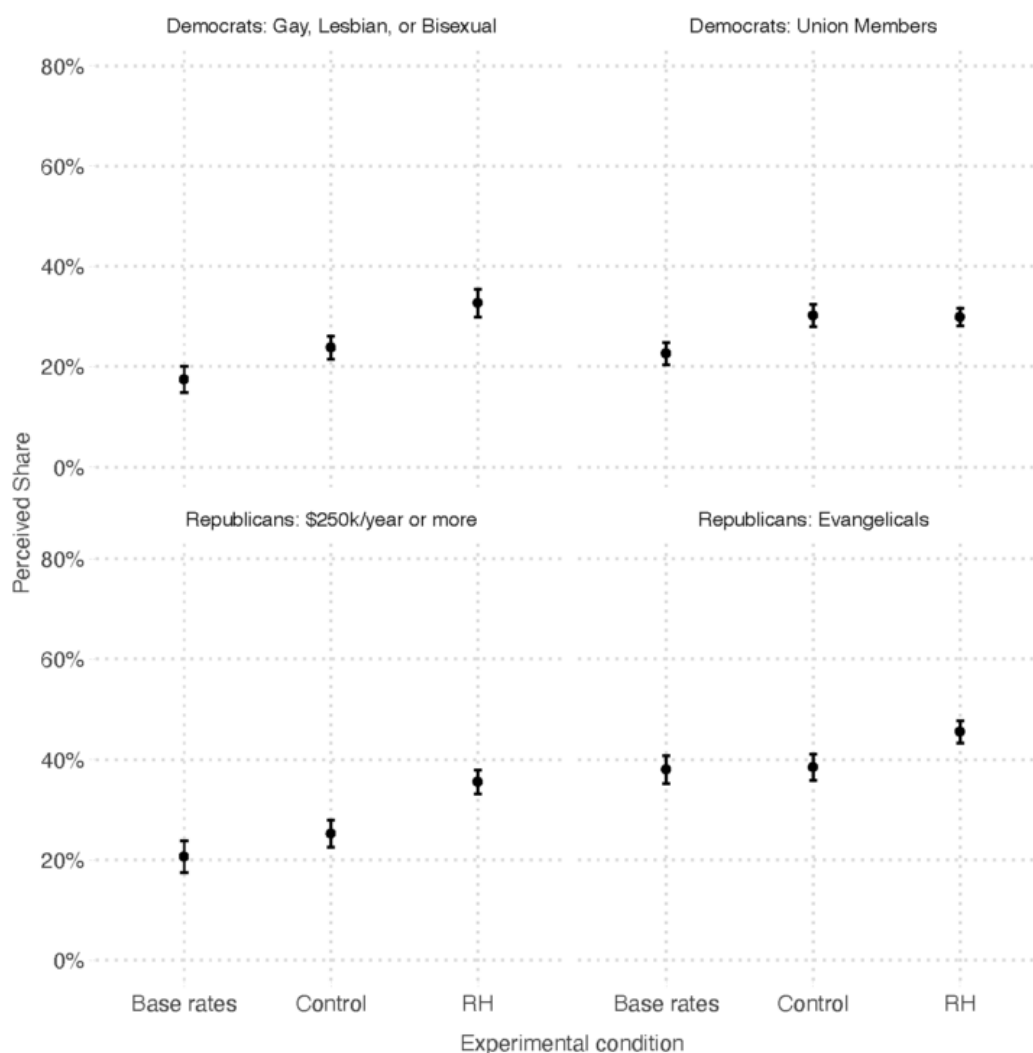 Democrats: Gay, Lesbian, or Bisexual
Democrats: Union Members
80%
60%
40%
20%
0%
Perceived Share
Republicans: $250k/year or more
Republicans: Evangelicals
80%
60%
40%
20%
0%
Base rates
Control
RH
Base rates
Control
RH
Experimental condition